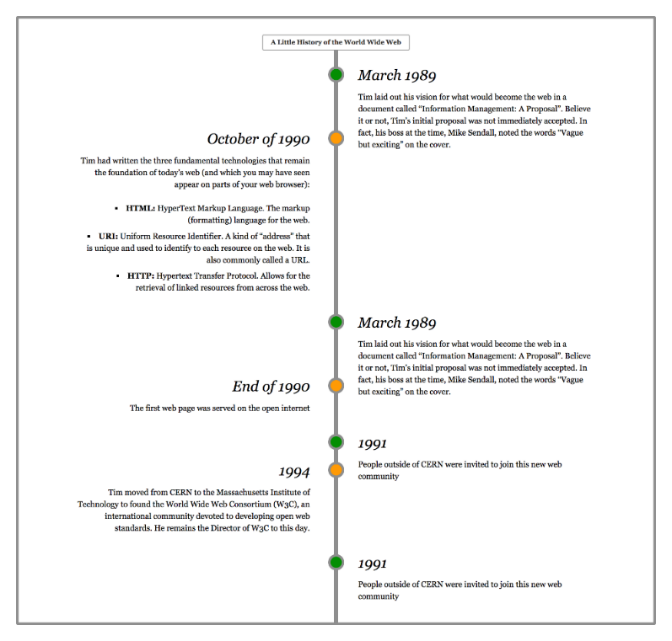 A Little History of the World Wide Web
March 1989
Tim laid out his vision for what would become the web in a
document called “Information Management: A Proposal”. Believe
it or not, Tim’s initial proposal was not immediately accepted. In
fact, his boss at the time, Mike Sendall, noted the words “Vague
but exciting” on the cover.
October of 1990
Tim had written the three fundamental technologies that remain
the foundation of today’s web (and which you may have seen
appear on parts of your web browser):
• HTML: HyperText Markup Language. The markup
(formatting) language for the web.
• URI: Uniform Resource Identifier. A kind of “address” that
is unique and used to identify to each resource on the web. It is
also commonly called a URL.
• HTTP: Hypertext Transfer Protocol. Allows for the
retrieval of linked resources from across the web.
March 1989
Tim laid out his vision for what would become the web in a
document called “Information Management: A Proposal”. Believe
it or not, Tim’s initial proposal was not immediately accepted. In
fact, his boss at the time, Mike Sendall, noted the words “Vague
but exciting” on the cover.
End of 1990
The first web page was served on the open internet
1991
People outside of CERN were invited to join this new web
community
1994
Tim moved from CERN to the Massachusetts Institute of
Technology to found the World Wide Web Consortium (W3C), an
international community devoted to developing open web
standards. He remains the Director of W3C to this day.
1991
People outside of CERN were invited to join this new web
community